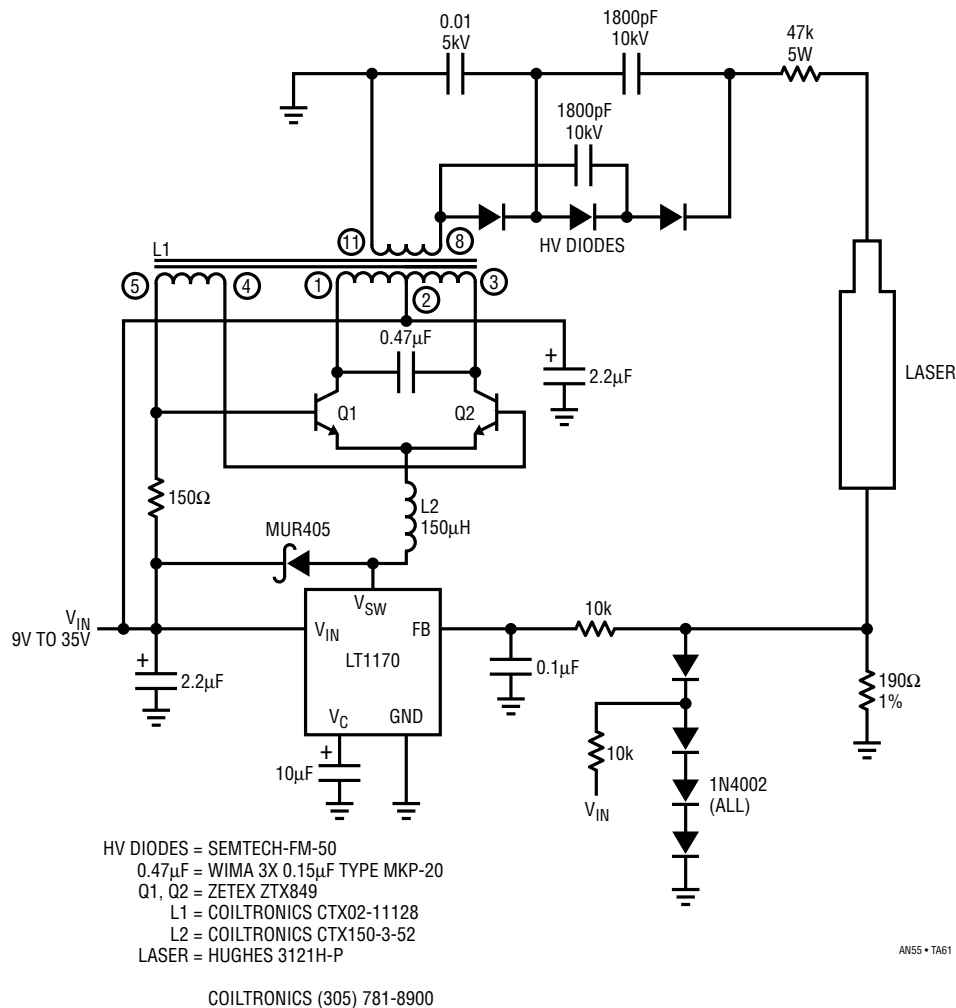 0.01
5kV
1800pF
10kV
47k
5W
1800pF
10kV
HV DIODES
L1
11
8
5
4
1
2
3
0.47µF
+
2.2µF
LASER
Q1
Q2
150Ω
L2
150µH
MUR405
VSW
VIN
9V TO 35V
VIN
FB
LT1170
VC
GND
10k
+
2.2µF
0.1µF
190Ω
1%
+
10µF
10k
VIN
1N4002
(ALL)
HV DIODES = SEMTECH-FM-50
0.47µF = WIMA 3X 0.15µF TYPE MKP-20
Q1, Q2 = ZETEX ZTX849
L1 = COILTRONICS CTX02-11128
L2 = COILTRONICS CTX150-3-52
LASER = HUGHES 3121H-P
COILTRONICS (305) 781-8900
AN55 • TA61